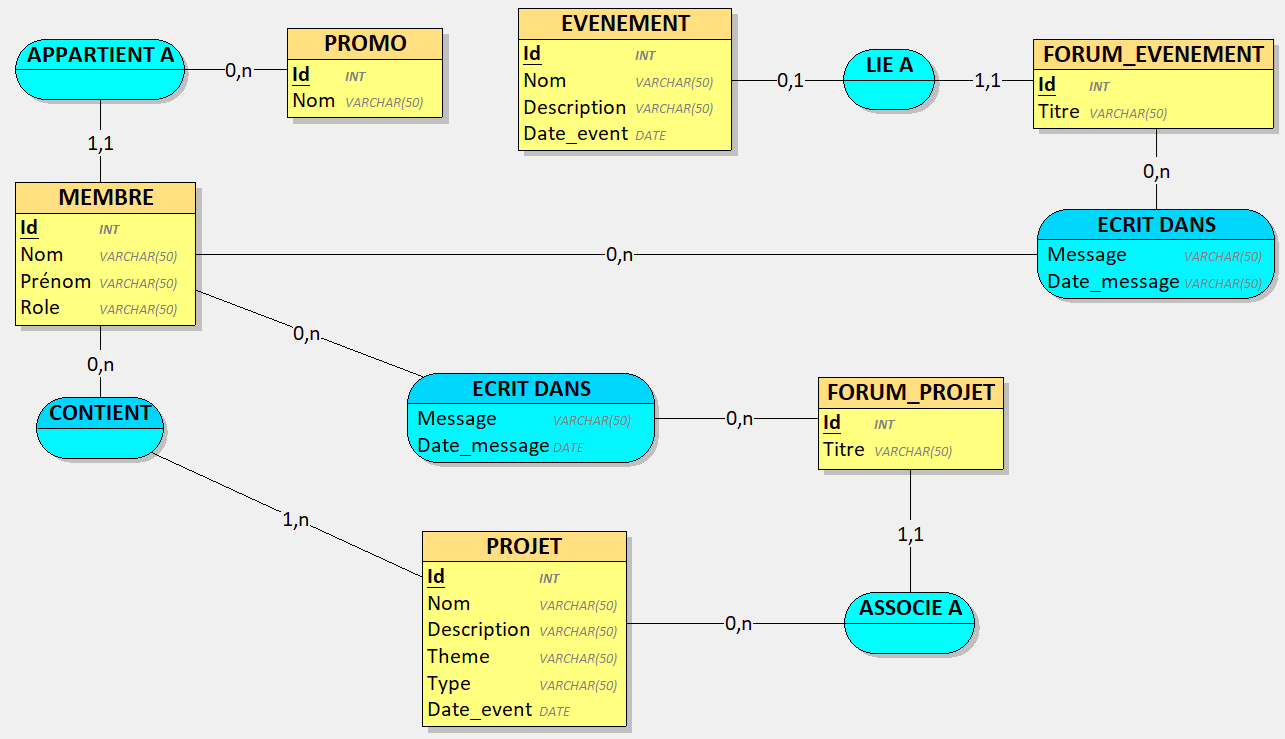 APPARTIENT A
0,n
PROMO
Id INT
Nom VARCHAR(50)
EVENEMENT
Id INT
Nom VARCHAR(50)
Description VARCHAR(50)
Date_event DATE
0,1
LIE A
1,1
FORUM_EVENEMENT
Id INT
Titre VARCHAR(50)
1,1
0,n
MEMBRE
Id INT
Nom VARCHAR(50)
Prénom VARCHAR(50)
Role VARCHAR(50)
0,n
ECRIT DANS
Message VARCHAR(50)
Date_message VARCHAR(50)
0,n
0,n
CONTIENT
ECRIT DANS
Message VARCHAR(50)
Date_message DATE
0,n
FORUM_PROJET
Id INT
Titre VARCHAR(50)
1,n
1,1
PROJET
Id INT
Nom VARCHAR(50)
Description VARCHAR(50)
Theme VARCHAR(50)
Type VARCHAR(50)
Date_event DATE
0,n
ASSOCIE A